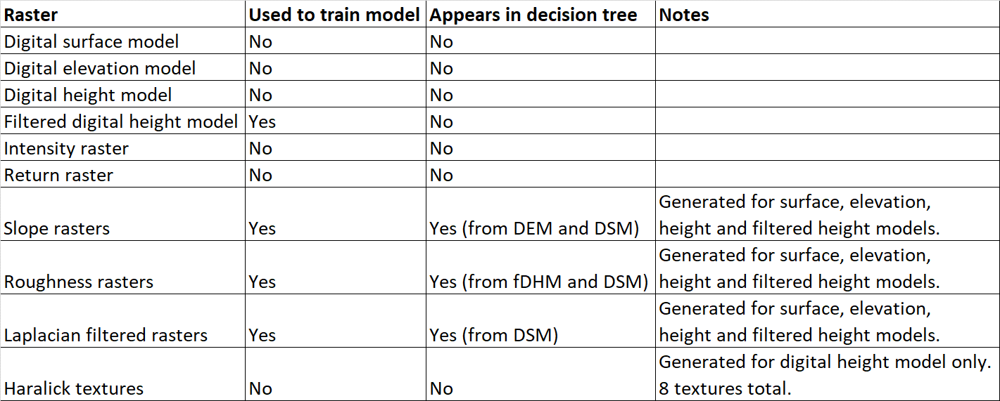 Raster Used to train model Appears in decision tree Notes
Digital surface model No No
Digital elevation model No No
Digital height model No No
Filtered digital height model Yes No
Intensity raster No No
Return raster No No
Generated for surface, elevation,
Slope rasters Yes Yes (from DEM and DSM) height and filtered height models.
Generated for surface, elevation,
Roughness rasters Yes Yes (from fDHM and DSM) height and filtered height models.
Generated for surface, elevation,
Laplacian filtered rasters Yes Yes (from DSM) height and filtered height models.
Generated for digital height model only.
Haralick textures No No 8 textures total.